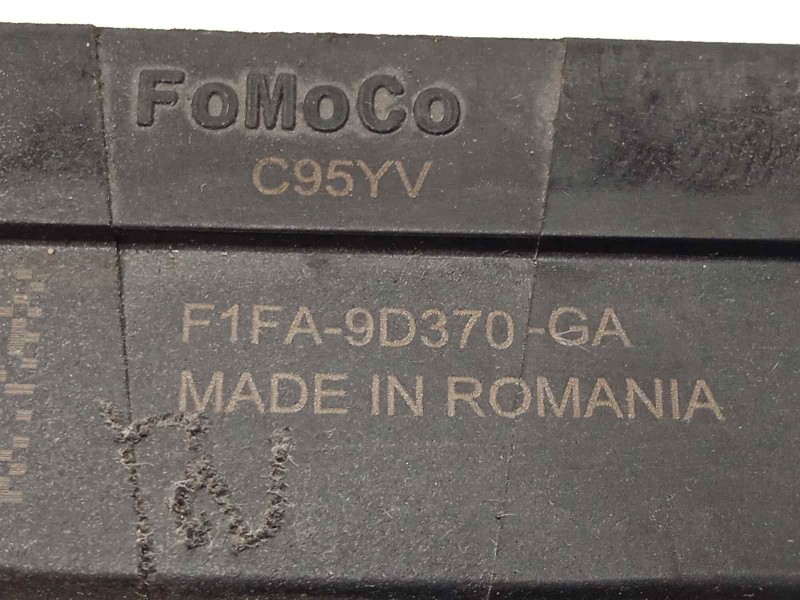 FoMoCo
C95YV
F1FA-9D370-GA
MADE IN ROMANIA